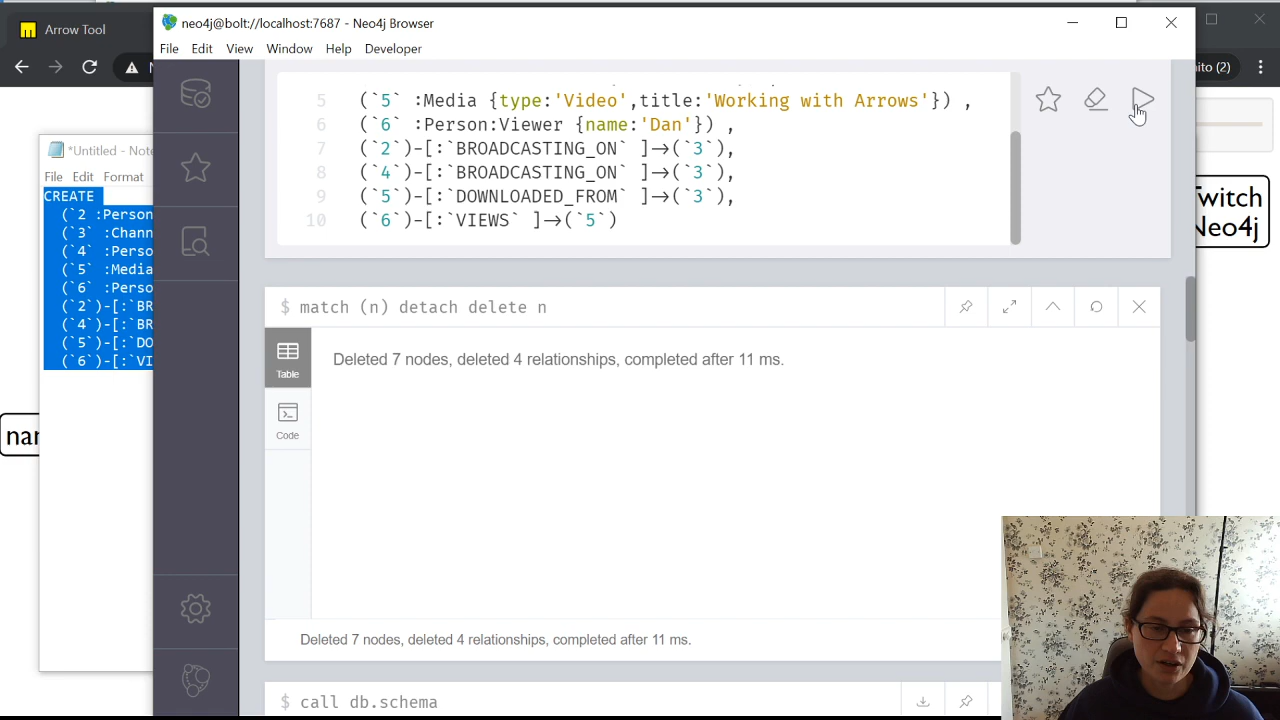 Arrow Tool
neo4j@bolt://localhost:7687 - Neo4j Browser
File Edit View Window Help Developer
ito (2)
5 (`5` :Media {type:'Video',title:'Working with Arrows'}) ,
6 (`6` :Person:Viewer {name:'Dan'}) ,
7 (`2`)-[:`BROADCASTING_ON` ]->(`3`),
8 (`4`)-[:`BROADCASTING_ON` ]->(`3`),
9 (`5`)-[:`DOWNLOADED_FROM` ]->(`3`),
10 (`6`)-[:`VIEWS` ]->(`5`)
*Untitled - Note
File Edit Format
CREATE
(`2 :Person
(`3` :Chann
(`4` :Perso
(`5` :Media
(`6` :Perso
(`2`)-[:`BR
(`4`)-[:`BR
(`5`)-[:`DO
(`6`)-[:`VI
nar
Twitch
Neo4j
$ match (n) detach delete n
Table
Code
Deleted 7 nodes, deleted 4 relationships, completed after 11 ms.
Deleted 7 nodes, deleted 4 relationships, completed after 11 ms.
$ call db.schema